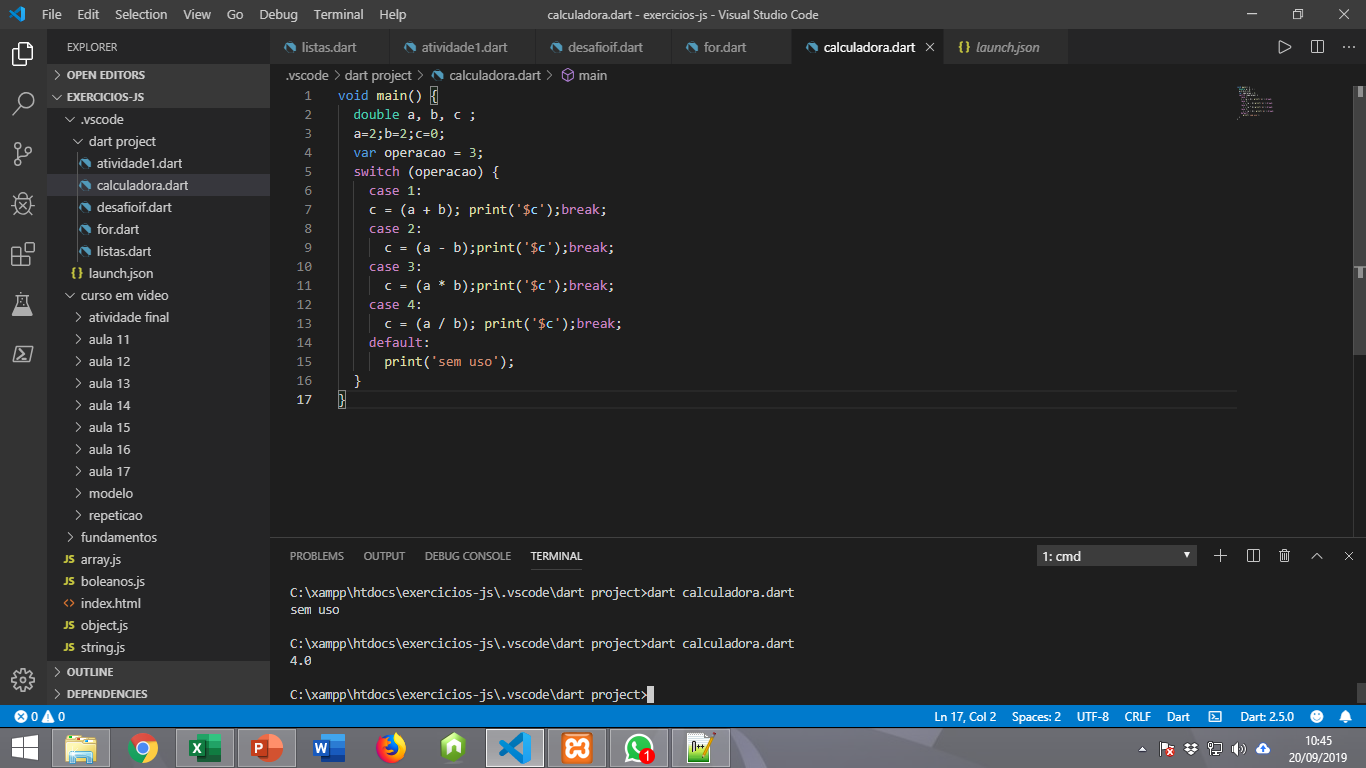 File Edit Selection View Go Debug Terminal Help
calculadora.dart - exercicios-js - Visual Studio Code
EXPLORER
OPEN EDITORS
EXERCICIOS-JS
.vscode
dart project
atividade1.dart
calculadora.dart
desafioif.dart
for.dart
listas.dart
{} launch.json
curso em video
atividade final
aula 11
aula 12
aula 13
aula 14
aula 15
aula 16
aula 17
modelo
repeticao
fundamentos
JS array.js
JS boleanos.js
<> index.html
JS object.js
JS string.js
OUTLINE
DEPENDENCIES
listas.dart atividade1.dart desafioif.dart for.dart calculadora.dart {} launch.json
.vscode > dart project > calculadora.dart > main
1 void main() {
2 double a, b, c ;
3 a=2;b=2;c=0;
4 var operacao = 3;
5 switch (operacao) {
6 case 1:
7 c = (a + b); print('$c');break;
8 case 2:
9 c = (a - b);print('$c');break;
10 case 3:
11 c = (a * b);print('$c');break;
12 case 4:
13 c = (a / b); print('$c');break;
14 default:
15 print('sem uso');
16 }
17 }
PROBLEMS OUTPUT DEBUG CONSOLE TERMINAL
1: cmd
C:\xampp\htdocs\exercicios-js\.vscode\dart project>dart calculadora.dart
sem uso
C:\xampp\htdocs\exercicios-js\.vscode\dart project>dart calculadora.dart
4.0
C:\xampp\htdocs\exercicios-js\.vscode\dart project>
0 0
Ln 17, Col 2 Spaces: 2 UTF-8 CRLF Dart Dart: 2.5.0
1
10:45
20/09/2019